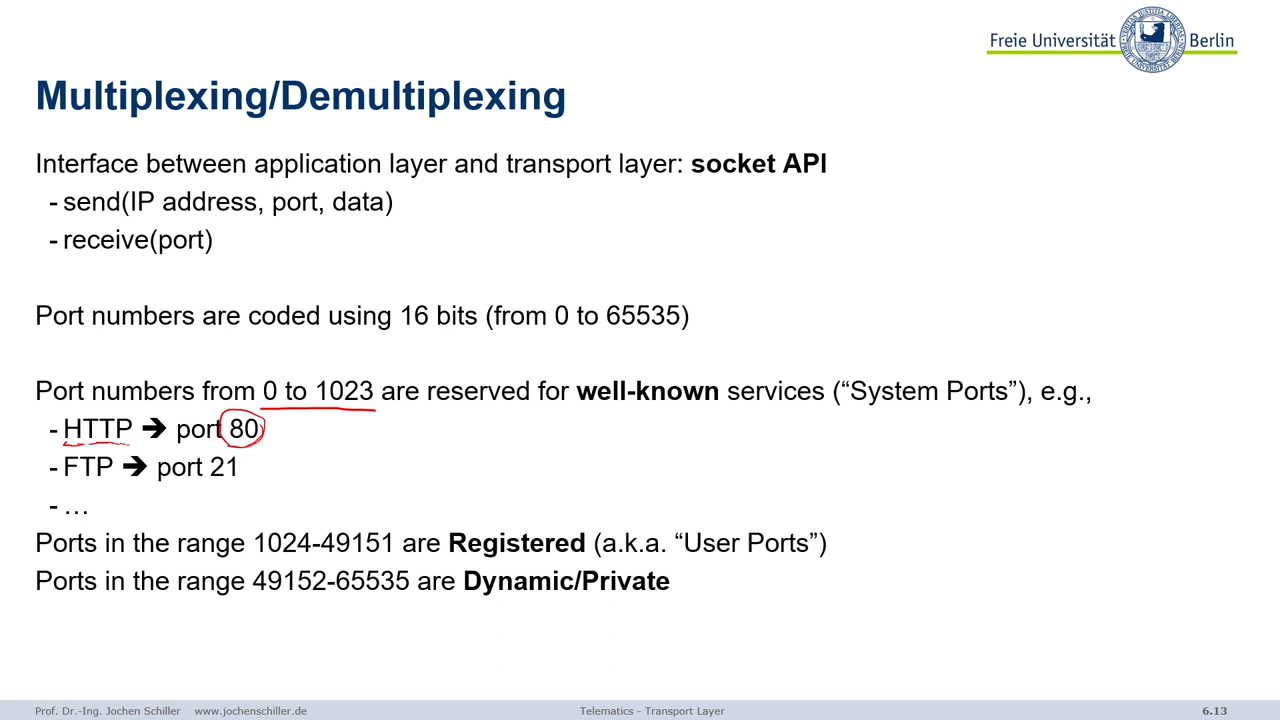 Freie Universität Berlin
Multiplexing/Demultiplexing
Interface between application layer and transport layer: socket API
- send(IP address, port, data)
- receive(port)
Port numbers are coded using 16 bits (from 0 to 65535)
Port numbers from 0 to 1023 are reserved for well-known services (“System Ports”), e.g.,
- HTTP ➔ port 80
- FTP ➔ port 21
- …
Ports in the range 1024-49151 are Registered (a.k.a. “User Ports”)
Ports in the range 49152-65535 are Dynamic/Private
Prof. Dr.-Ing. Jochen Schiller www.jochenschiller.de Telematics - Transport Layer 6.13